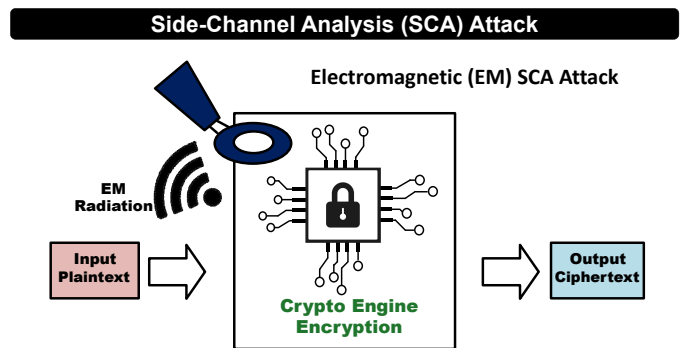 Side-Channel Analysis (SCA) Attack
Electromagnetic (EM) SCA Attack
EM
Radiation
Input
Plaintext
Crypto Engine
Encryption
Output
Ciphertext